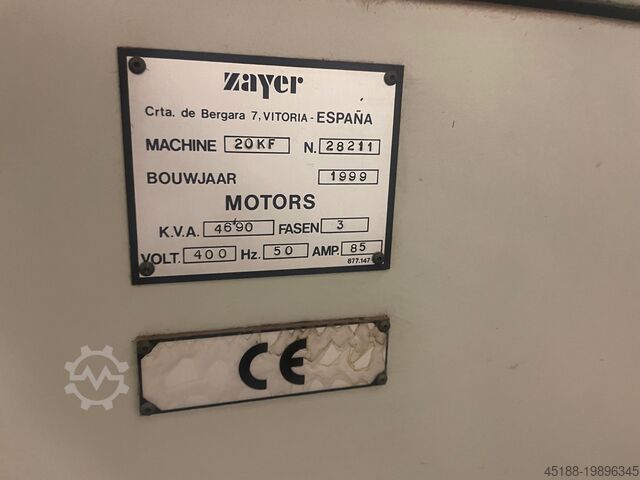 zayer
Crta. de Bergara 7, VITORIA - ESPAÑA
MACHINE 20KF N. 28211
BOUWJAAR 1999
MOTORS
K.V.A. 46'90 FASEN 3
VOLT. 400 Hz. 50 AMP. 85
877.147
CE
45188-19896345